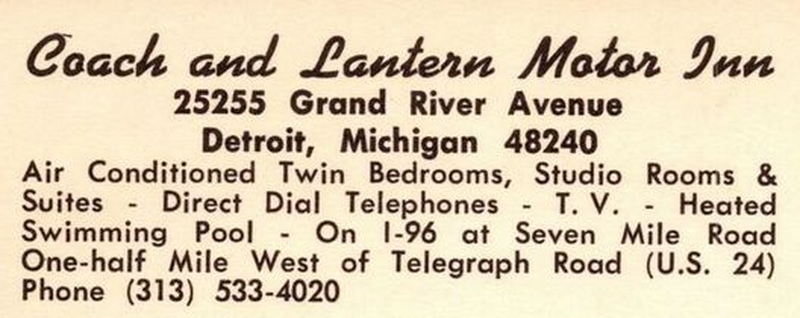 Coach and Lantern Motor Inn
25255 Grand River Avenue
Detroit, Michigan 48240
Air Conditioned Twin Bedrooms, Studio Rooms &
Suites - Direct Dial Telephones - T. V. - Heated
Swimming Pool - On I-96 at Seven Mile Road
One-half Mile West of Telegraph Road (U.S. 24)
Phone (313) 533-4020